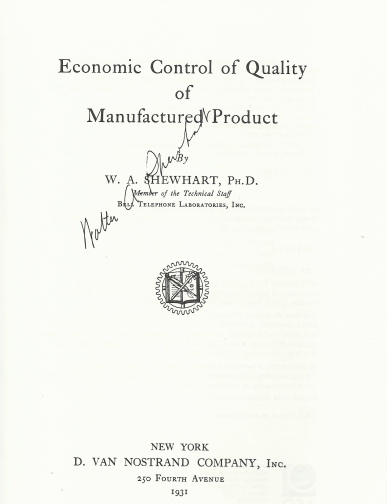 Economic Control of Quality
of
Manufactured Product
By
W. A. SHEWHART, Ph.D.
Member of the Technical Staff
Bell Telephone Laboratories, Inc.
Walter A Shewhart
NEW YORK
D. VAN NOSTRAND COMPANY, Inc.
250 Fourth Avenue
1931